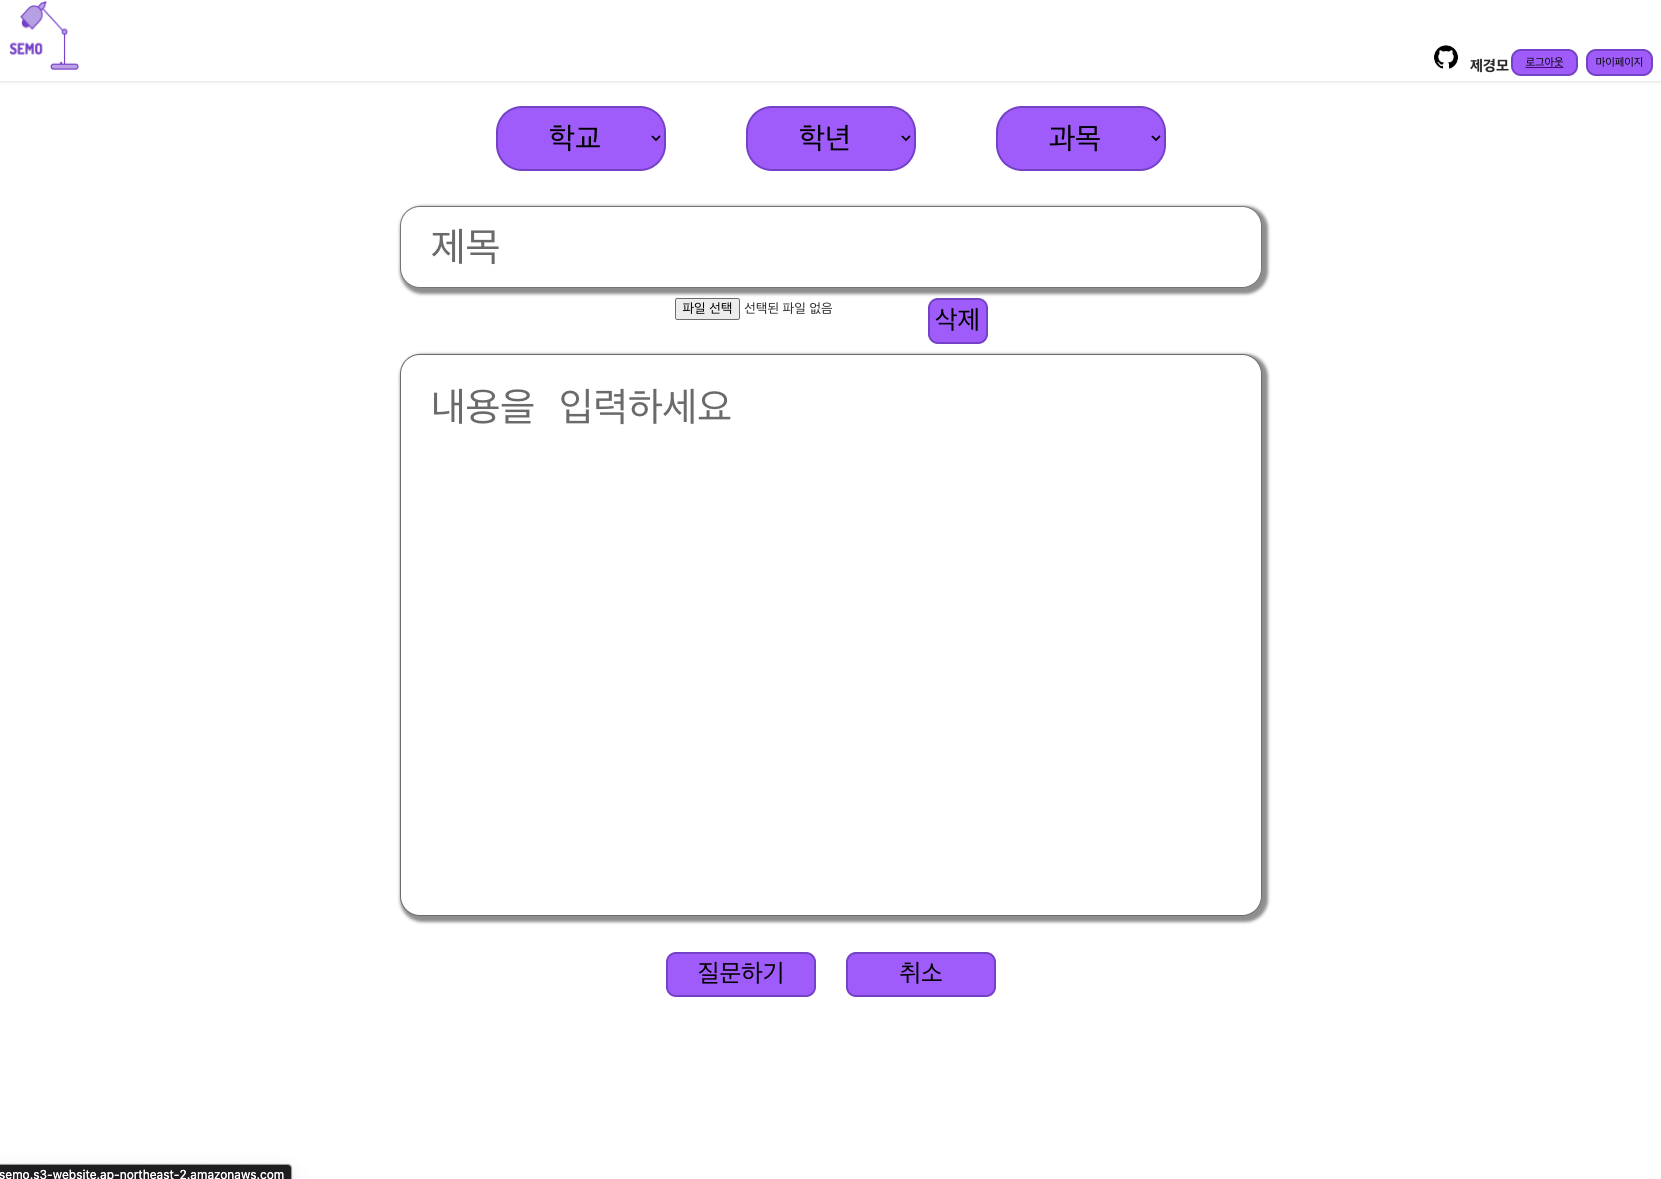 SEMO
제경모 로그아웃 마이페이지
학교 학년 과목
제목
파일 선택 선택된 파일 없음 삭제
내용을 입력하세요
질문하기 취소
semo.s3-website.ap-northeast-2.amazonaws.com